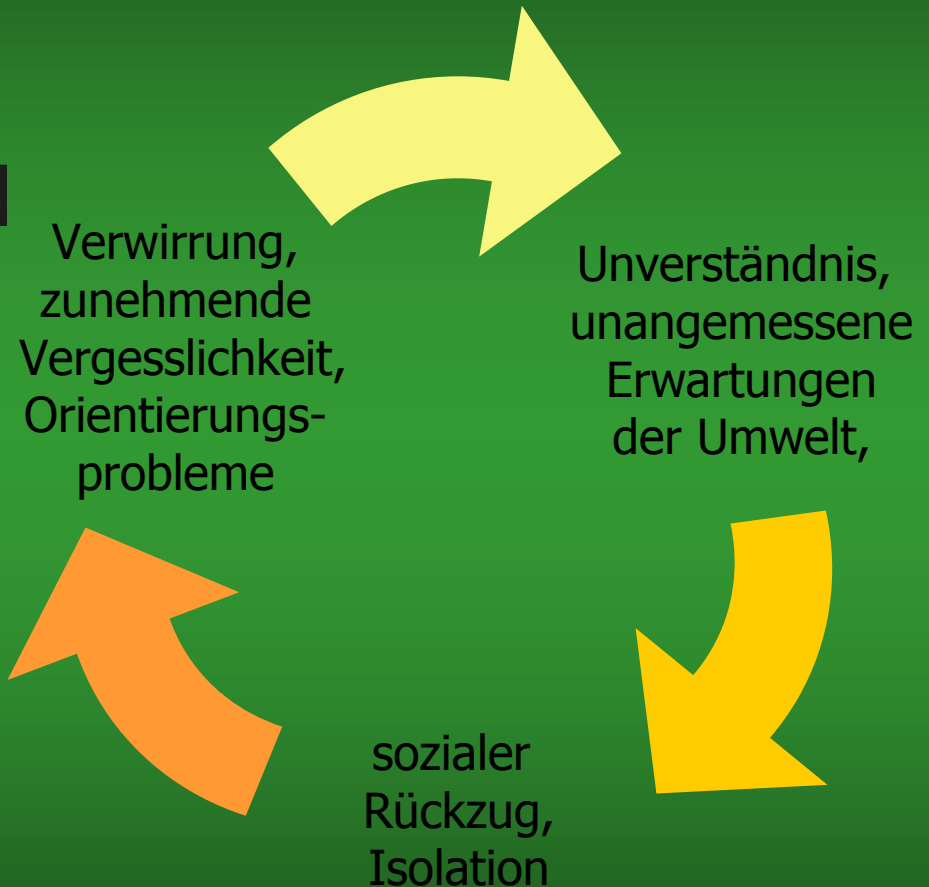 Verwirrung,
zunehmende
Vergesslichkeit,
Orientierungs-
probleme
Unverständnis,
unangemessene
Erwartungen
der Umwelt,
sozialer
Rückzug,
Isolation